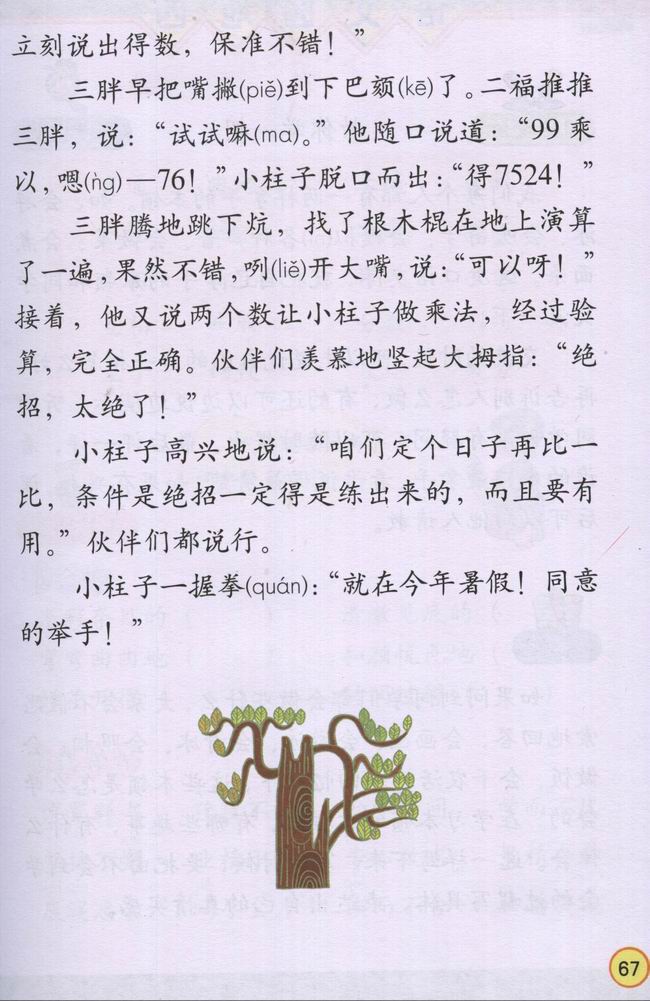 立刻说出得数，保准不错！”
三胖早把嘴撇(piě)到下巴颏(kē)了。二福推推
三胖，说：“试试嘛(ma)。”他随口说道：“99 乘
以,嗯(ǹg)—76！”小柱子脱口而出：“得7524！”
三胖腾地跳下炕，找了根木棍在地上演算
了一遍,果然不错,咧(liě)开大嘴,说：“可以呀！”
接着，他又说两个数让小柱子做乘法，经过验
算，完全正确。伙伴们羡慕地竖起大拇指：“绝
招，太绝了！”
小柱子高兴地说：“咱们定个日子再比一
比，条件是绝招一定得是练出来的，而且要有
用。”伙伴们都说行。
小柱子一握拳(quán)：“就在今年暑假！同意
的举手！”
67